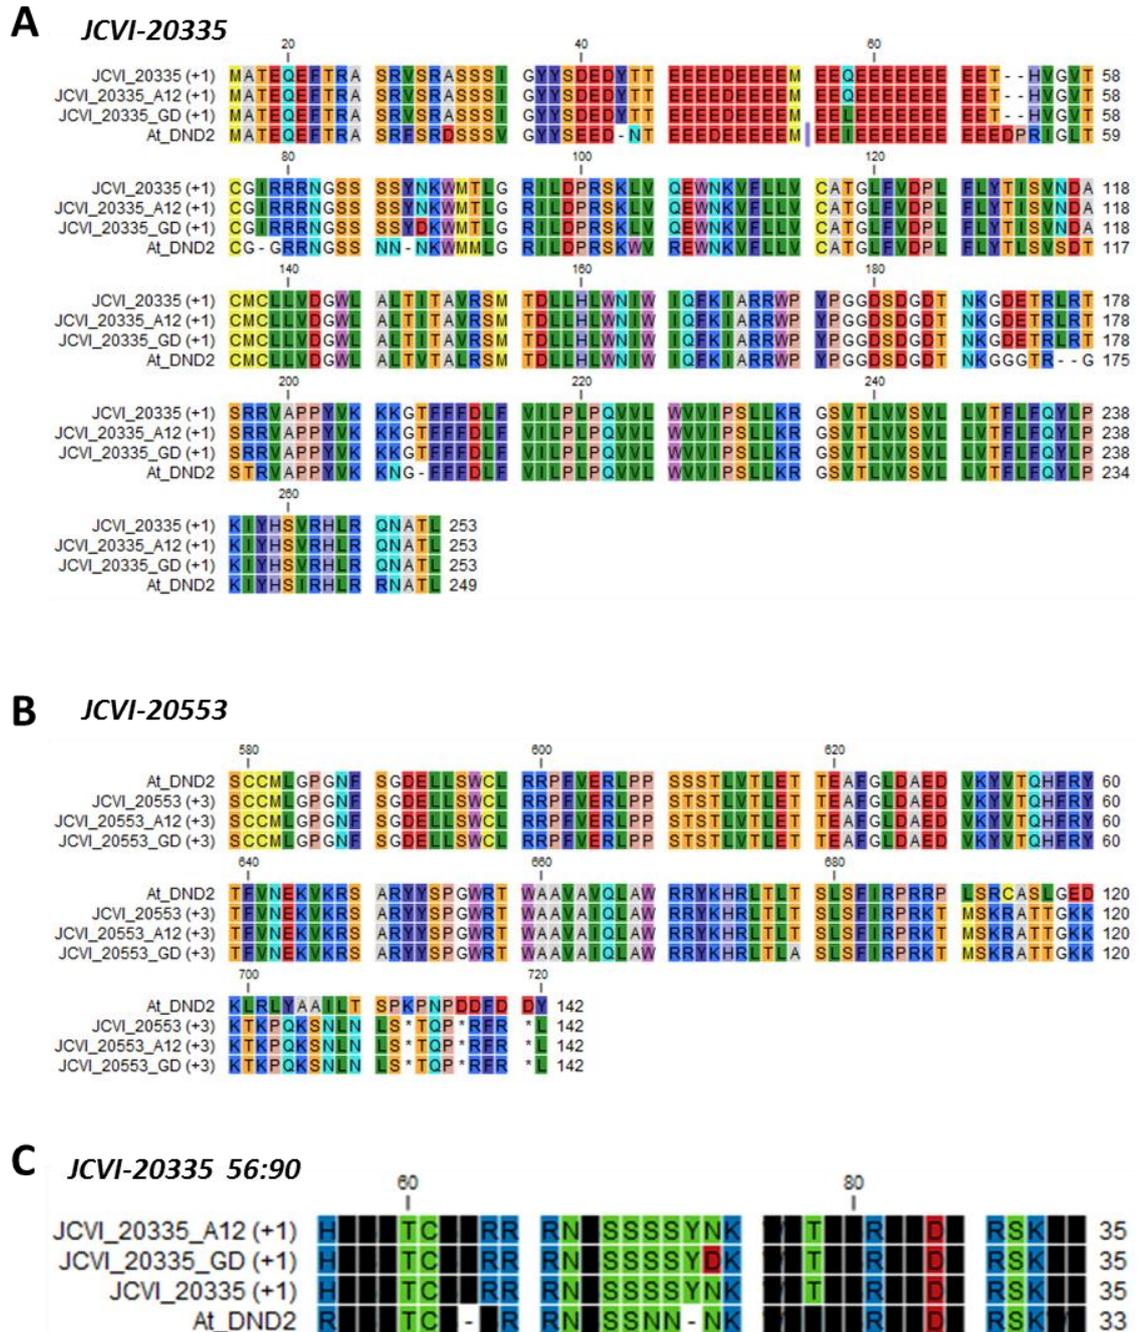 A JCVI-20335
20 40 60
JCVI_20335 (+1) MATEQEFTRA SRVSRASSSI GYYSDEDYTT EEEREDEEEEM EEQEEEEEEE EET--HVGVT 58
JCVI_20335_A12 (+1) MATEQEFTRA SRVSRASSSI GYYSDEDYTT EEEEDEEEEM EEQEEEEEEE EET--HVGVT 58
JCVI_20335_GD (+1) MATEQEFTRA SRVSRASSSI GYYSDEDYTT EEEEDEEEEM EEQEEEEEEE EET--HVGVT 58
At_DND2 MATEQEFTRA SRFSRDSSSV GYYSEED-NT EEEEDEEEEM EEIEEEEEEE EEEDPRIGLT 59
80 100 120
JCVI_20335 (+1) CGIRRRNGSS SSYNKWMTLG RILDPRSKLV QEWNKVFLLV CATGLFVDPL FLYTISVNDA 118
JCVI_20335_A12 (+1) CGIRRRNGSS SSYNKWMTLG RILDPRSKLV QEWNKVFLLV CATGLFVDPL FLYTISVNDA 118
JCVI_20335_GD (+1) CGIRRRNGSS SSYDKWMTLG RILDPRSKLV QEWNKVFLLV CATGLFVDPL FLYTISVNDA 118
At_DND2 CG-GRRNGSS NN-NKWMMLG RILDPRSKWV REWNKVFLLV CATGLFVDPL FLYTLSVSDT 117
140 160 180
JCVI_20335 (+1) CMCLLVDGWL ALTITAVRSM TDLLHLWNIW IQFKIARRWP YPGGDSDGDT NKGDETRLRT 178
JCVI_20335_A12 (+1) CMCLLVDGWL ALTITAVRSM TDLLHLWNIW IQFKIARRWP YPGGDSDGDT NKGDETRLRT 178
JCVI_20335_GD (+1) CMCLLVDGWL ALTITAVRSM TDLLHLWNIW IQFKIARRWP YPGGDSDGDT NKGDETRLRT 178
At_DND2 CMCLLVDGWL ALTVTALRSM TDLLHLWNIW IQFKIARRWP YPGGDSDGDT NKGGGTR--G 175
200 220 240
JCVI_20335 (+1) SRRVAPPYVK KKGTFFFDLF VILPLPQVVL WVVIPSLLKR GSVTLVVSVL LVTFLFQYLP 238
JCVI_20335_A12 (+1) SRRVAPPYVK KKGTFFFDLF VILPLPQVVL WVVIPSLLKR GSVTLVVSVL LVTFLFQYLP 238
JCVI_20335_GD (+1) SRRVAPPYVK KKGTFFFDLF VILPLPQVVL WVVIPSLLKR GSVTLVVSVL LVTFLFQYLP 238
At_DND2 STRVAPPYVK KNG-FFFDLF VILPLPQVVL WVVIPSLLKR GSVTLVVSVL LVTFLFQYLP 234
260
JCVI_20335 (+1) KIYHSVRHLR QNATL 253
JCVI_20335_A12 (+1) KIYHSVRHLR QNATL 253
JCVI_20335_GD (+1) KIYHSVRHLR QNATL 253
At_DND2 KIYHSIRHLR RNATL 249
B JCVI-20553
580 600 620
At_DND2 SCCMLGPGNF SGDELLSWCL RRPFVERLPP SSSTLVTLET TEAFGLDAED VKYVTQHFRY 60
JCVI_20553 (+3) SCCMLGPGNF SGDELLSWCL RRPFVERLPP STSTLVTLET TEAFGLDAED VKYVTQHFRY 60
JCVI_20553_A12 (+3) SCCMLGPGNF SGDELLSWCL RRPFVERLPP STSTLVTLET TEAFGLDAED VKYVTQHFRY 60
JCVI_20553_GD (+3) SCCMLGPGNF SGDELLSWCL RRPFVERLPP STSTLVTLET TEAFGLDAED VKYVTQHFRY 60
640 660 680
At_DND2 TFVNEKVKRS ARYYSPGWRT WAAVAVQLAW RRYKHRLTLT SLSFIRPRRP LSRCASLGED 120
JCVI_20553 (+3) TFVNEKVKRS ARYYSPGWRT WAAVAIQLAW RRYKHRLTLT SLSFIRPRKT MSKRATTGKK 120
JCVI_20553_A12 (+3) TFVNEKVKRS ARYYSPGWRT WAAVAIQLAW RRYKHRLTLT SLSFIRPRKT MSKRATTGKK 120
JCVI_20553_GD (+3) TFVNEKVKRS ARYYSPGWRT WAAVAIQLAW RRYKHRLTLA SLSFIRPRKT MSKRATTGKK 120
700 720
At_DND2 KLRLYAAILT SPKPNPDDFD DY 142
JCVI_20553 (+3) KTKPQKSNLN LS*TQP*RFR *L 142
JCVI_20553_A12 (+3) KTKPQKSNLN LS*TQP*RFR *L 142
JCVI_20553_GD (+3) KTKPQKSNLN LS*TQP*RFR *L 142
C JCVI-20335 56:90
60 80
JCVI_20335_A12 (+1) H TC RR RN SSSSYNK T R D RSK 35
JCVI_20335_GD (+1) H TC RR RN SSSSYDK T R D RSK 35
JCVI_20335 (+1) H TC RR RN SSSSYNK T R D RSK 35
At_DND2 R TC - R RN SSNN-NK R D RSK 33